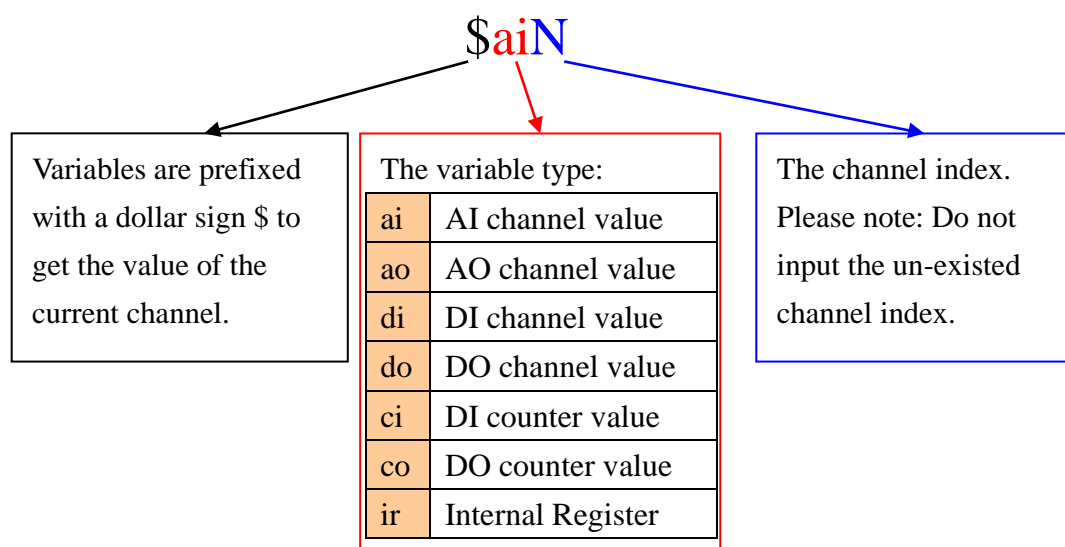 $aiN
Variables are prefixed
with a dollar sign $ to
get the value of the
current channel.
The variable type:
ai AI channel value
ao AO channel value
di DI channel value
do DO channel value
ci DI counter value
co DO counter value
ir Internal Register
The channel index.
Please note: Do not
input the un-existed
channel index.